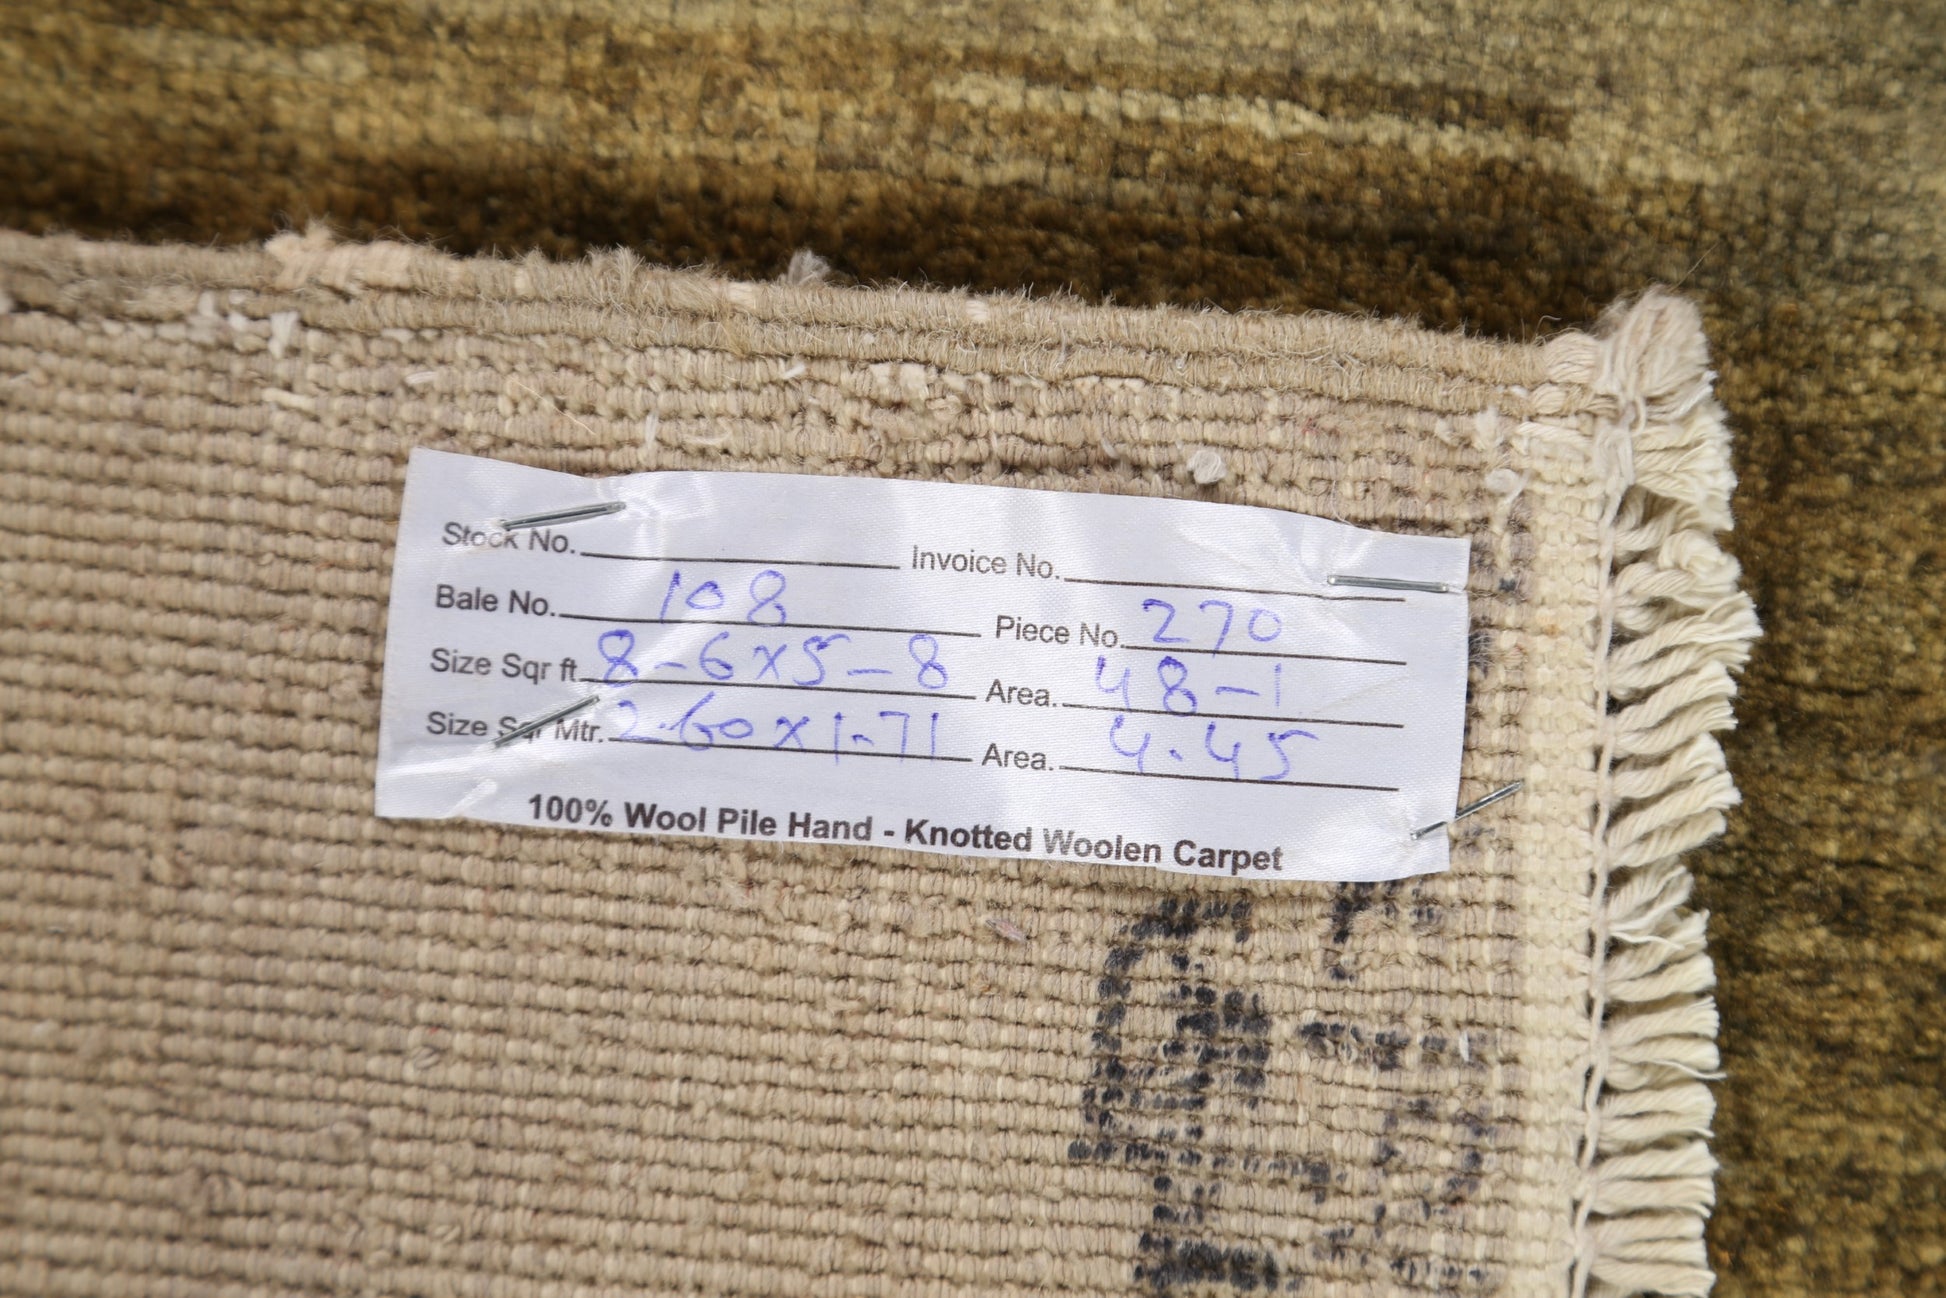 Stock No. Invoice No.
Bale No. 108 Piece No. 270
Size Sqr ft. 8-6x5-8 Area. 48-1
Size Sqr Mtr. 2.60x1.71 Area. 4.45
100% Wool Pile Hand - Knotted Woolen Carpet